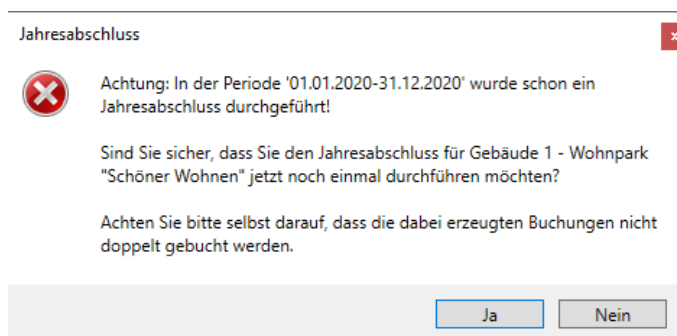 Jahresabschluss
Achtung: In der Periode '01.01.2020-31.12.2020' wurde schon ein
Jahresabschluss durchgeführt!
Sind Sie sicher, dass Sie den Jahresabschluss für Gebäude 1 - Wohnpark
"Schöner Wohnen" jetzt noch einmal durchführen möchten?
Achten Sie bitte selbst darauf, dass die dabei erzeugten Buchungen nicht
doppelt gebucht werden.
Ja
Nein